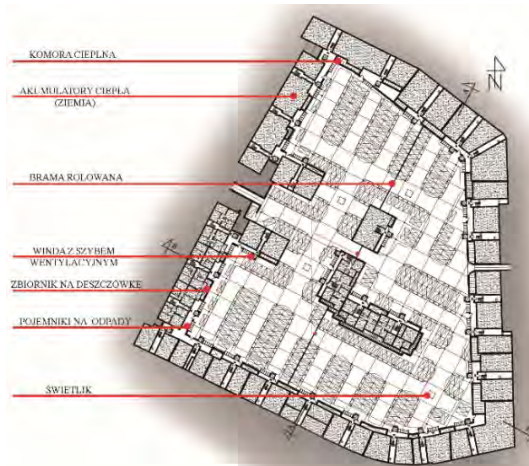 KOMORA CIEPLNA
AKUMULATORY CIEPŁA
(ZIEMIA)
BRAMA ROLOWANA
WINDA Z SZYBEM
WENTYLACYJNYM
ZBIORNIK NA DESZCZÓWKĘ
POJEMNIKI NA ODPADY
ŚWIETLIK
N